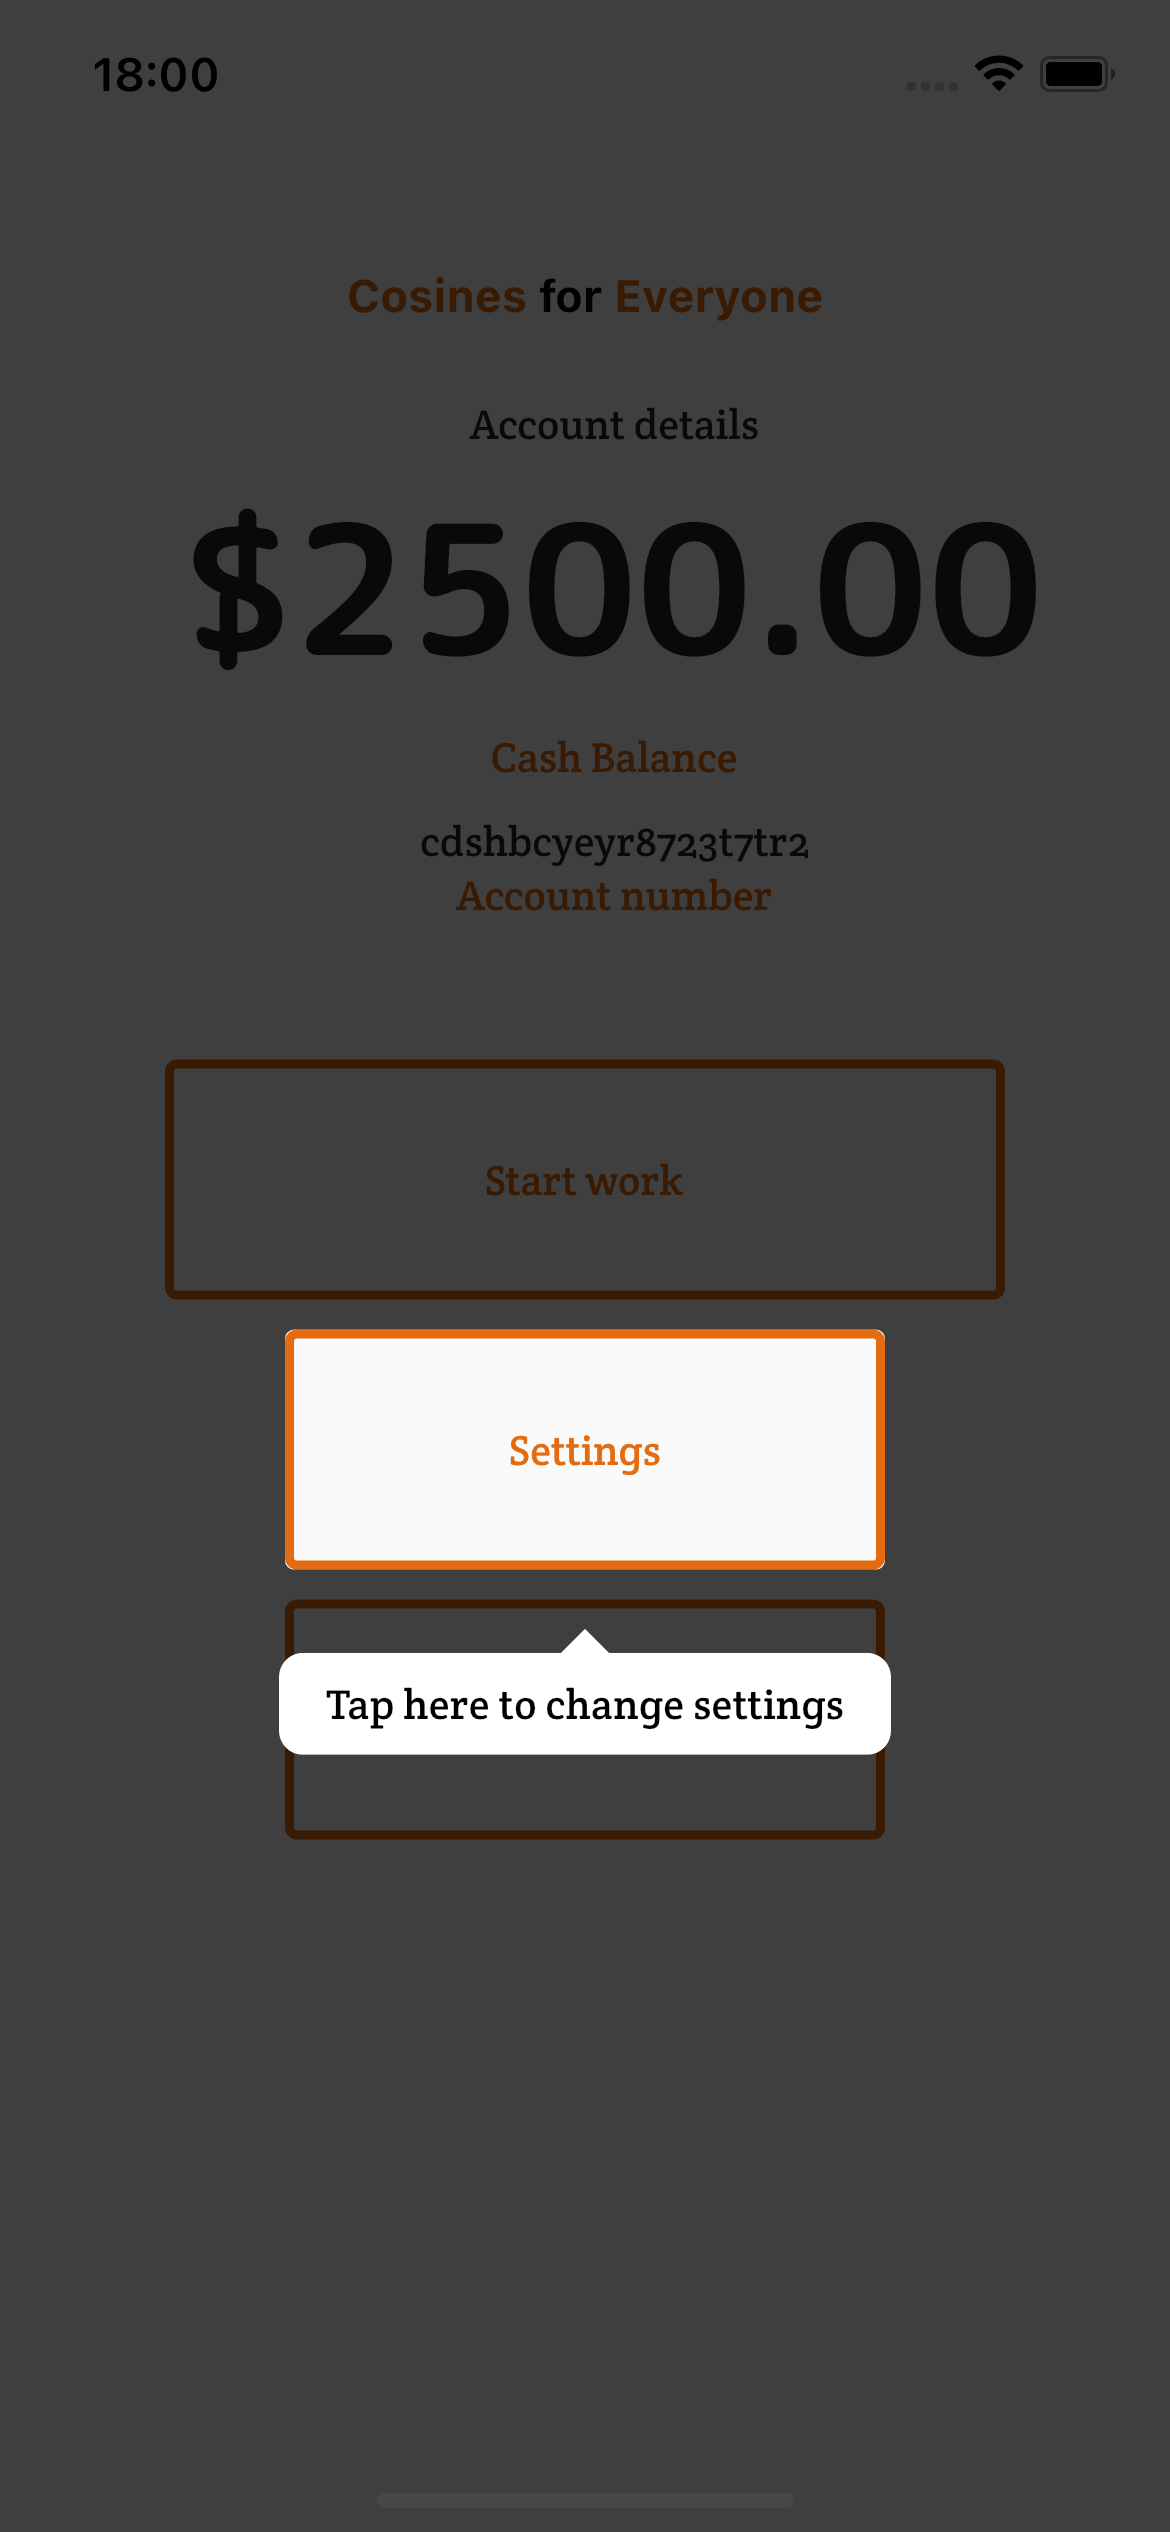 18:00
Cosines for Everyone
Account details
$2500.00
Cash Balance
cdshbcyeyr8723t7tr2
Account number
Start work
Settings
Tap here to change settings